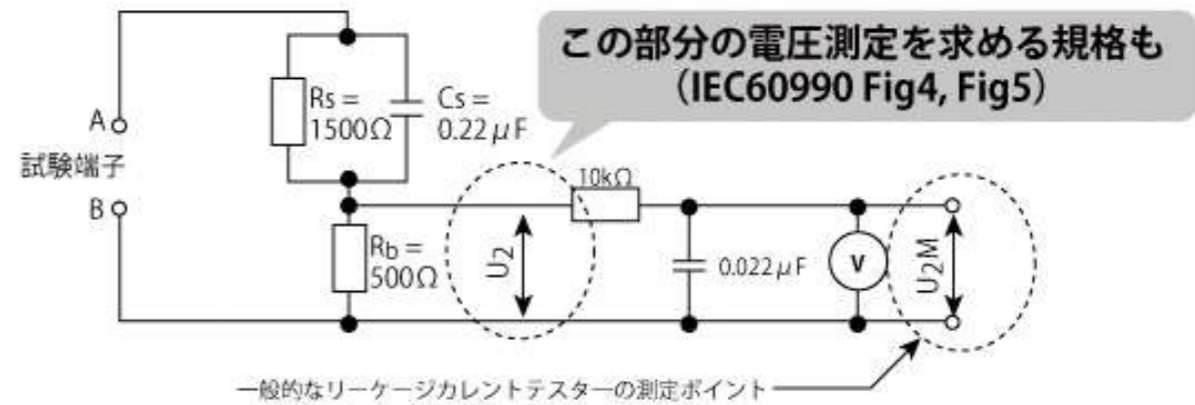 この部分の電圧測定を求める規格も
(IEC60990 Fig4, Fig5)
Rs =
1500Ω
Cs =
0.22μF
A
試験端子
B
10kΩ
Rb =
500Ω
U2
0.022μF
V
U2M
一般的なリーケージカレントテスターの測定ポイント